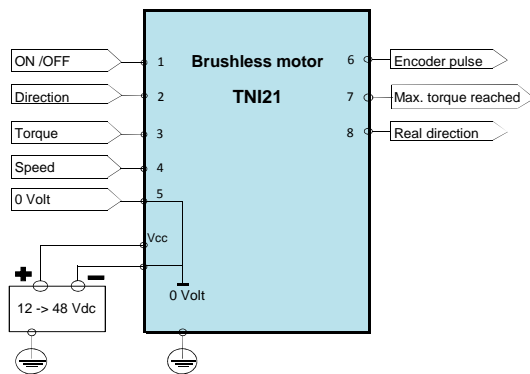 Brushless motor
TNI21
ON /OFF
1
Direction
2
Torque
3
Speed
4
0 Volt
5
Vcc
0 Volt
+
−
12 -> 48 Vdc
6
Encoder pulse
7
Max. torque reached
8
Real direction